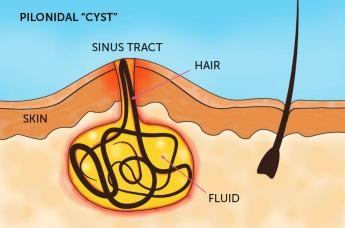 PILONIDAL "CYST"
SINUS TRACT
HAIR
SKIN
FLUID